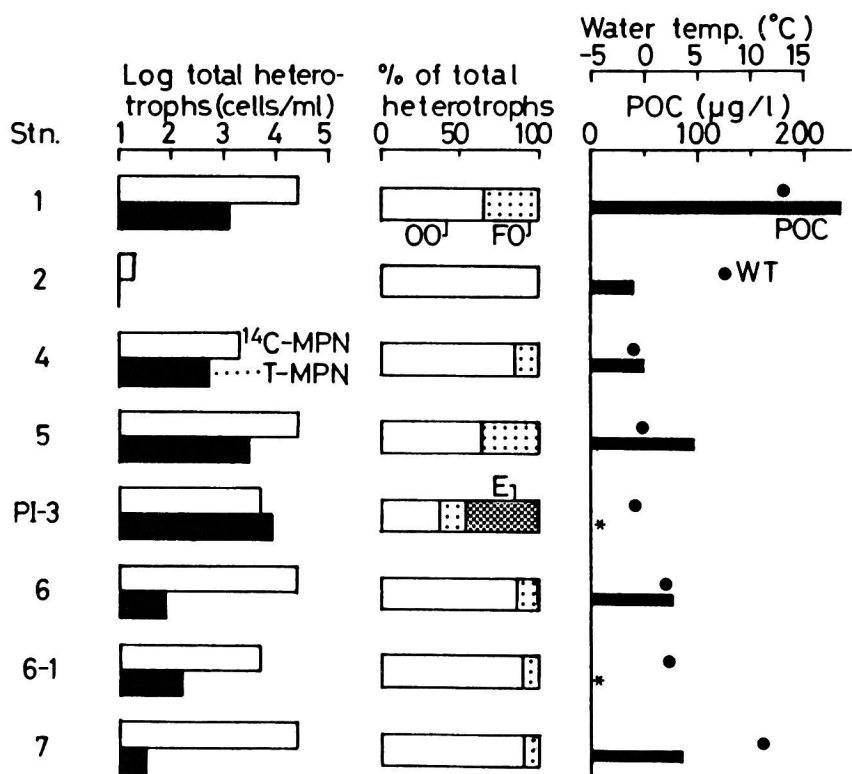 Water temp. (°C)
-5 0 5 10 15
Log total hetero-
trophs (cells/ml)
% of total
heterotrophs
POC (µg/l)
Stn.
1 2 3 4 5
0 50 100
0 100 200
1
OO FO
POC
2
WT
4
¹⁴C-MPN
T-MPN
5
PI-3
E
*
6
6-1
*
7